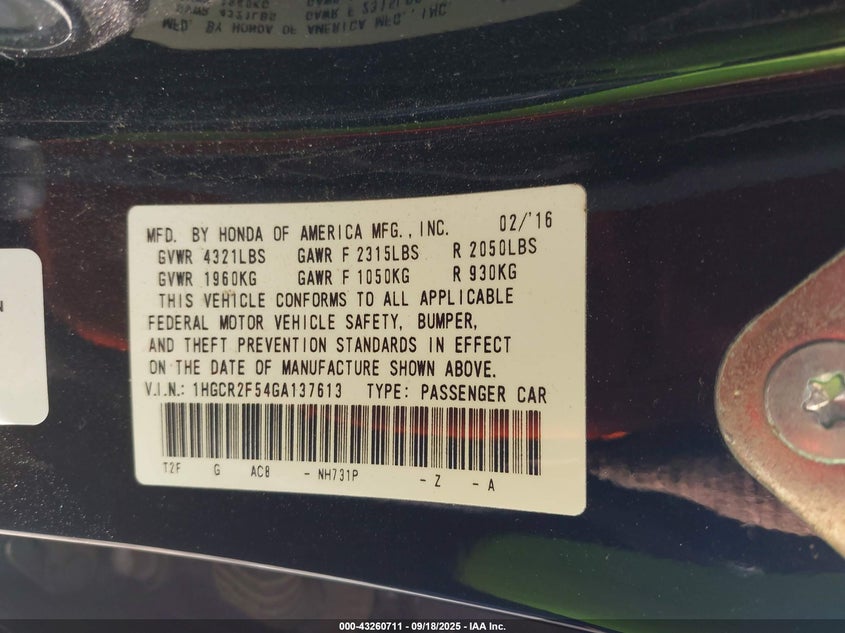 MFD. BY HONDA OF AMERICA MFG., INC. 02/'16
GVWR 4321LBS GAWR F 2315LBS R 2050LBS
GVWR 1960KG GAWR F 1050KG R 930KG
THIS VEHICLE CONFORMS TO ALL APPLICABLE
FEDERAL MOTOR VEHICLE SAFETY, BUMPER,
AND THEFT PREVENTION STANDARDS IN EFFECT
ON THE DATE OF MANUFACTURE SHOWN ABOVE.
V.I.N.: 1HGCR2F54GA137613 TYPE: PASSENGER CAR
T2F G ACB - NH731P - Z - A
000-43260711 - 09/18/2025 - IAA Inc.